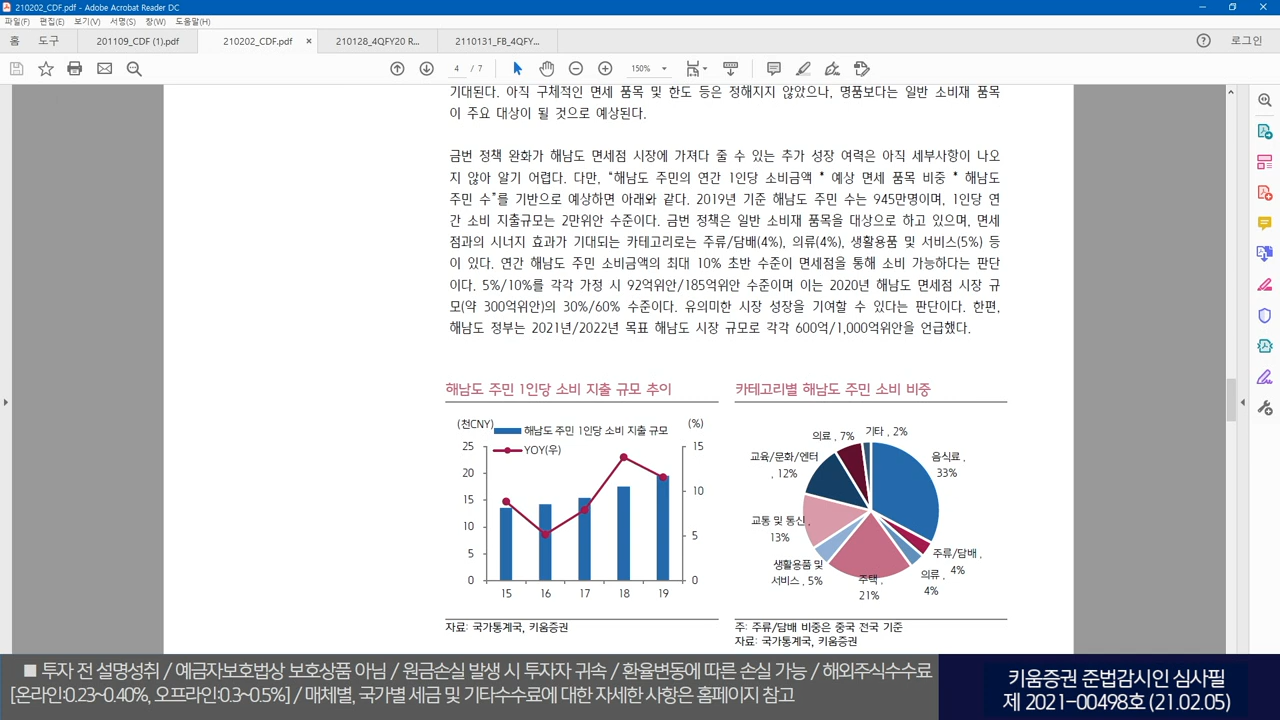 210202_CDF.pdf - Adobe Acrobat Reader DC
파일(F) 편집(E) 보기(V) 서명(S) 창(W) 도움말(H)
홈 도구 201109_CDF (1).pdf 210202_CDF.pdf × 210128_4QFY20 R... 2110131_FB_4QFY... 로그인
4 / 7 150%
기대된다. 아직 구체적인 면세 품목 및 한도 등은 정해지지 않았으나, 명품보다는 일반 소비재 품목
이 주요 대상이 될 것으로 예상된다.
금번 정책 완화가 해남도 면세점 시장에 가져다 줄 수 있는 추가 성장 여력은 아직 세부사항이 나오
지 않아 알기 어렵다. 다만, “해남도 주민의 연간 1인당 소비금액 * 예상 면세 품목 비중 * 해남도
주민 수”를 기반으로 예상하면 아래와 같다. 2019년 기준 해남도 주민 수는 945만명이며, 1인당 연
간 소비 지출규모는 2만위안 수준이다. 금번 정책은 일반 소비재 품목을 대상으로 하고 있으며, 면세
점과의 시너지 효과가 기대되는 카테고리로는 주류/담배(4%), 의류(4%), 생활용품 및 서비스(5%) 등
이 있다. 연간 해남도 주민 소비금액의 최대 10% 초반 수준이 면세점을 통해 소비 가능하다는 판단
이다. 5%/10%를 각각 가정 시 92억위안/185억위안 수준이며 이는 2020년 해남도 면세점 시장 규
모(약 300억위안)의 30%/60% 수준이다. 유의미한 시장 성장을 기여할 수 있다는 판단이다. 한편,
해남도 정부는 2021년/2022년 목표 해남도 시장 규모로 각각 600억/1,000억위안을 언급했다.
해남도 주민 1인당 소비 지출 규모 추이
(천CNY) 해남도 주민 1인당 소비 지출 규모 (%)
YOY(우)
25 15
20
15 10
10
5 5
0 0
15 16 17 18 19
자료: 국가통계국, 키움증권
카테고리별 해남도 주민 소비 비중
의료 , 7% 기타 , 2%
교육/문화/엔터
, 12%
음식료 ,
33%
교통 및 통신 ,
13%
주류/담배 ,
4%
생활용품 및
서비스 , 5%
주택 ,
21%
의류 ,
4%
주: 주류/담배 비중은 중국 전국 기준
자료: 국가통계국, 키움증권
■ 투자 전 설명성취 / 예금자보호법상 보호상품 아님 / 원금손실 발생 시 투자자 귀속 / 환율변동에 따른 손실 가능 / 해외주식수수료
[온라인:0.23~0.40%, 오프라인:0.3~0.5%] / 매체별, 국가별 세금 및 기타수수료에 대한 자세한 사항은 홈페이지 참고
키움증권 준법감시인 심사필
제 2021-00498호 (21.02.05)